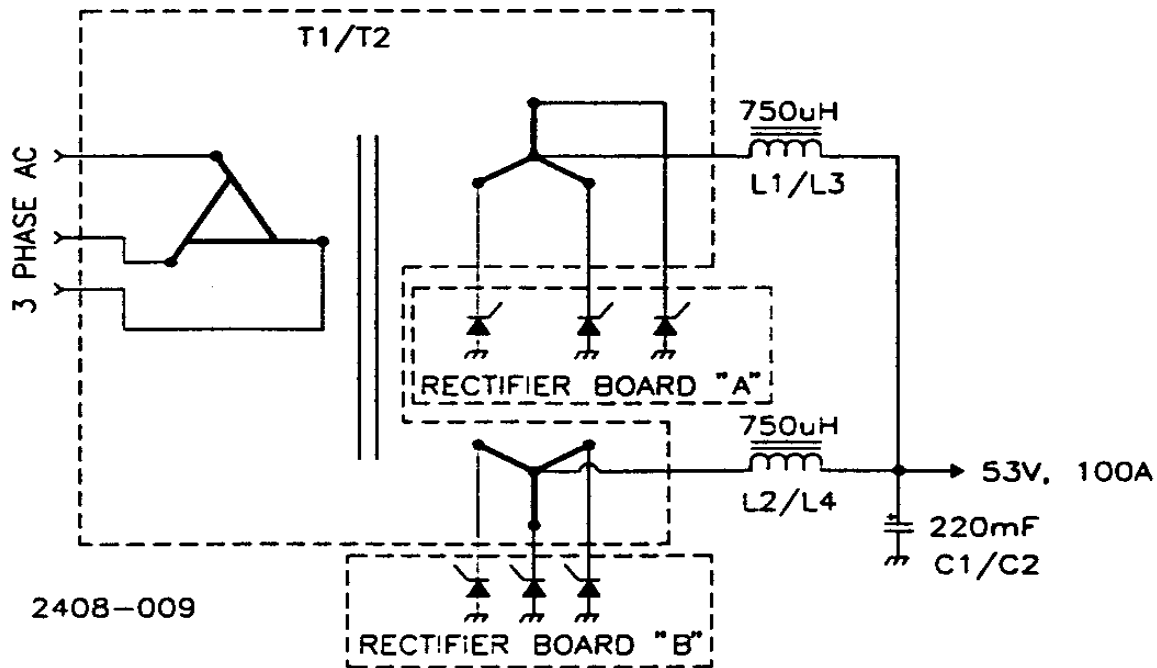 T1/T2
3 PHASE AC
750uH
L1/L3
RECTIFIER BOARD "A"
750uH
L2/L4
53V, 100A
+
220mF
C1/C2
2408-009
RECTIFIER BOARD "B"